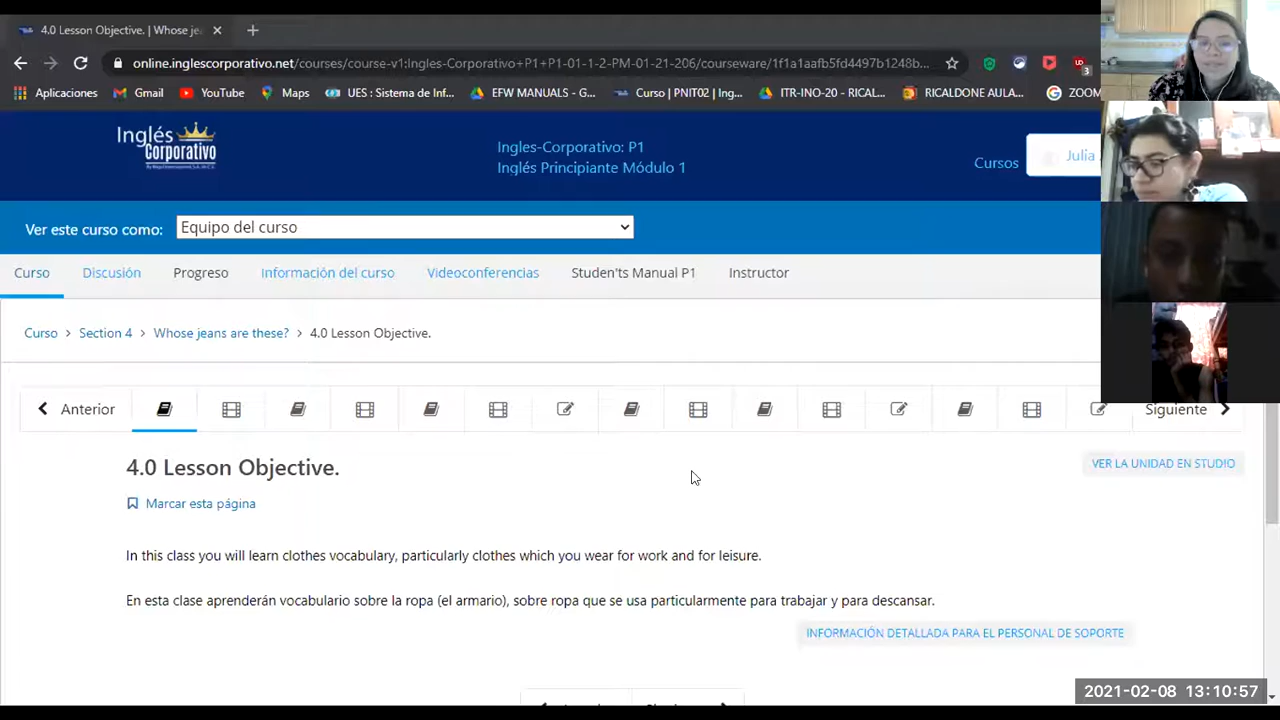 4.0 Lesson Objective. | Whose je
online.inglescorporativo.net/courses/course-v1:Ingles-Corporativo+P1+P1-01-1-2-PM-01-21-206/courseware/1f1a1aafb5fd4497b1248b...
3
Aplicaciones Gmail YouTube Maps UES : Sistema de Inf... EFW MANUALS - G... Curso | PNIT02 | Ing... ITR-INO-20 - RICAL... RICALDONE AULA... ZOOM
Inglés
Corporativo
Ingles-Corporativo: P1
Inglés Principiante Módulo 1
Cursos Julia
Ver este curso como: Equipo del curso
Curso Discusión Progreso Información del curso Videoconferencias Studen'ts Manual P1 Instructor
Curso > Section 4 > Whose jeans are these? > 4.0 Lesson Objective.
Anterior Siguiente
4.0 Lesson Objective.
VER LA UNIDAD EN STUDIO
Marcar esta página
In this class you will learn clothes vocabulary, particularly clothes which you wear for work and for leisure.
En esta clase aprenderán vocabulario sobre la ropa (el armario), sobre ropa que se usa particularmente para trabajar y para descansar.
INFORMACIÓN DETALLADA PARA EL PERSONAL DE SOPORTE
2021-02-08 13:10:57